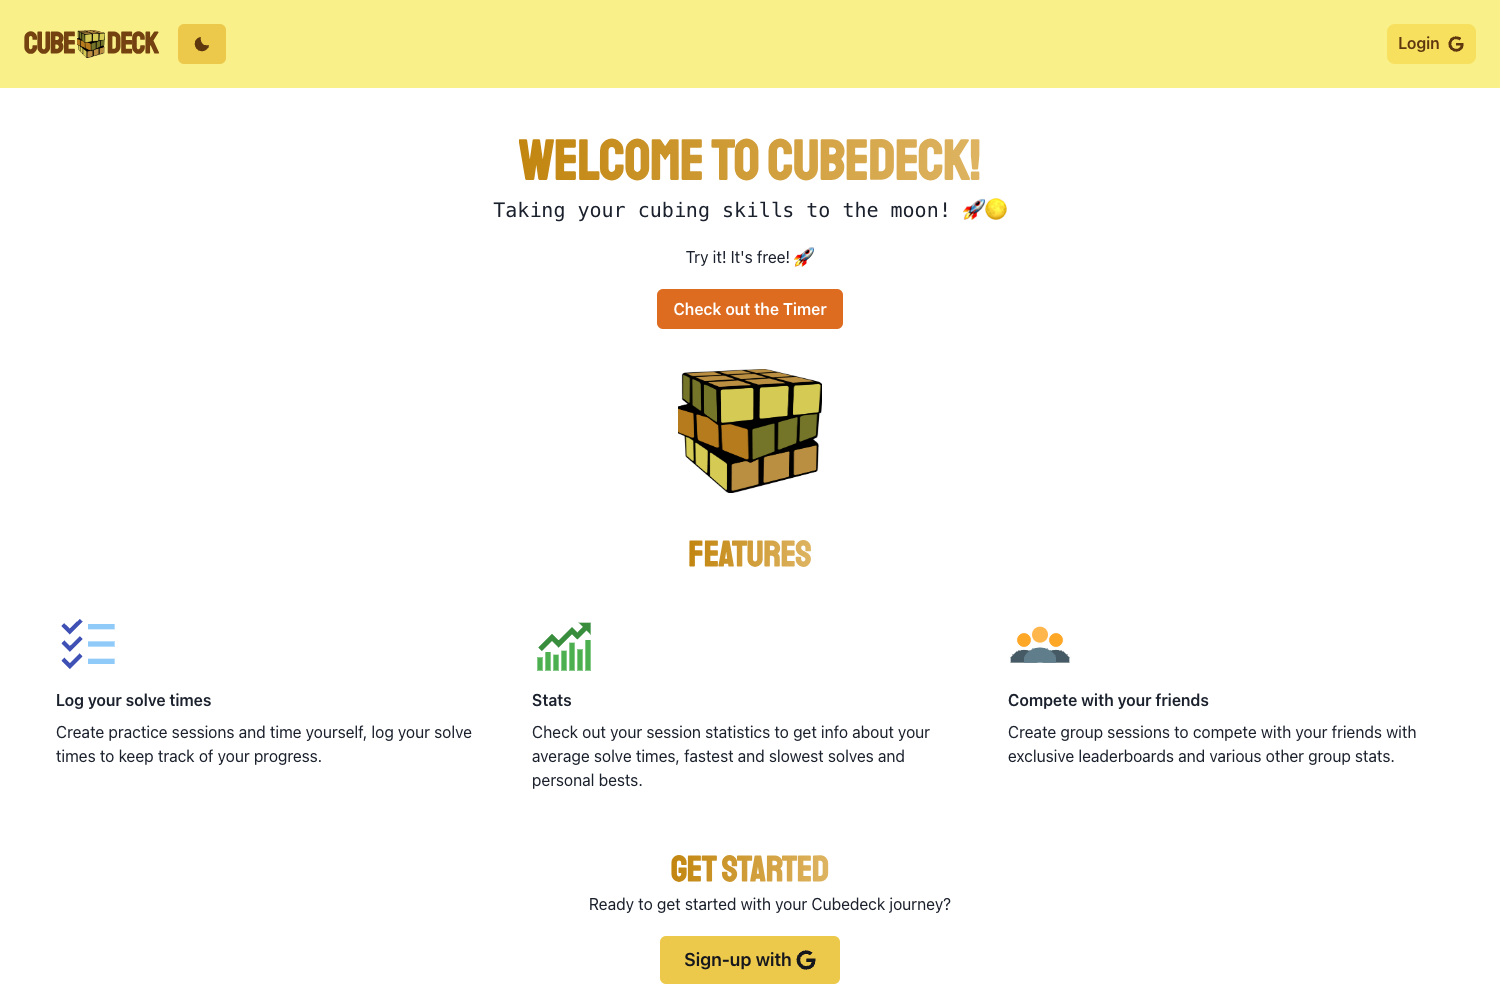 CUBE DECK
Login
WELCOME TO CUBEDECK!
Taking your cubing skills to the moon! 🚀🌕
Try it! It's free! 🚀
Check out the Timer
FEATURES
Log your solve times
Create practice sessions and time yourself, log your solve
times to keep track of your progress.
Stats
Check out your session statistics to get info about your
average solve times, fastest and slowest solves and
personal bests.
Compete with your friends
Create group sessions to compete with your friends with
exclusive leaderboards and various other group stats.
GET STARTED
Ready to get started with your Cubedeck journey?
Sign-up with G